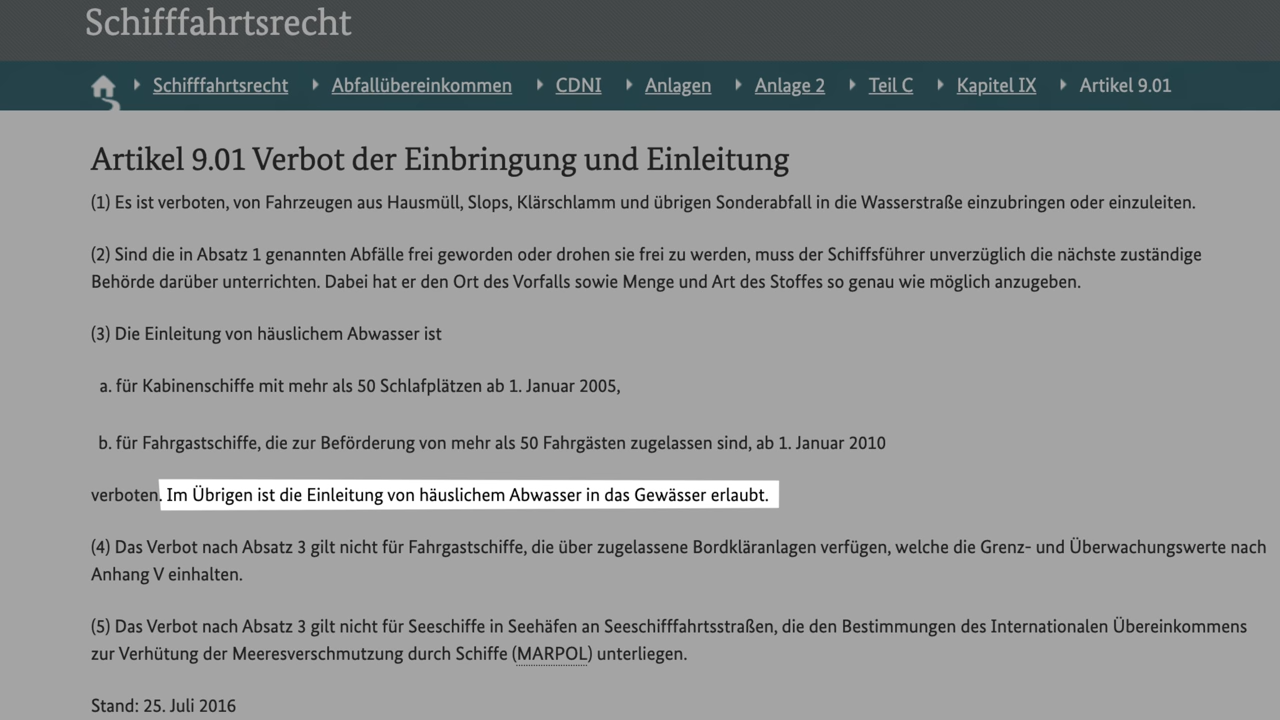 Schifffahrtsrecht
Schifffahrtsrecht Abfallübereinkommen CDNI Anlagen Anlage 2 Teil C Kapitel IX Artikel 9.01
Artikel 9.01 Verbot der Einbringung und Einleitung
(1) Es ist verboten, von Fahrzeugen aus Hausmüll, Slops, Klärschlamm und übrigen Sonderabfall in die Wasserstraße einzubringen oder einzuleiten.
(2) Sind die in Absatz 1 genannten Abfälle frei geworden oder drohen sie frei zu werden, muss der Schiffsführer unverzüglich die nächste zuständige
Behörde darüber unterrichten. Dabei hat er den Ort des Vorfalls sowie Menge und Art des Stoffes so genau wie möglich anzugeben.
(3) Die Einleitung von häuslichem Abwasser ist
a. für Kabinenschiffe mit mehr als 50 Schlafplätzen ab 1. Januar 2005,
b. für Fahrgastschiffe, die zur Beförderung von mehr als 50 Fahrgästen zugelassen sind, ab 1. Januar 2010
verboten. Im Übrigen ist die Einleitung von häuslichem Abwasser in das Gewässer erlaubt.
(4) Das Verbot nach Absatz 3 gilt nicht für Fahrgastschiffe, die über zugelassene Bordkläranlagen verfügen, welche die Grenz- und Überwachungswerte nach
Anhang V einhalten.
(5) Das Verbot nach Absatz 3 gilt nicht für Seeschiffe in Seehäfen an Seeschifffahrtsstraßen, die den Bestimmungen des Internationalen Übereinkommens
zur Verhütung der Meeresverschmutzung durch Schiffe (MARPOL) unterliegen.
Stand: 25. Juli 2016